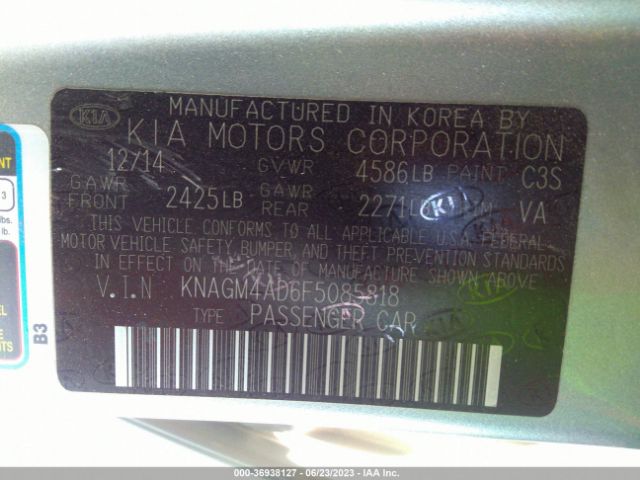 MANUFACTURED IN KOREA BY
KIA KIA MOTORS CORPORATION
12/14 GVWR 4586LB PAINT C3S
GAWR FRONT 2425LB GAWR REAR 2271L KIA VA
THIS VEHICLE CONFORMS TO ALL APPLICABLE U.S.A. FEDERAL
MOTOR VEHICLE SAFETY, BUMPER, AND THEFT PREVENTION STANDARDS
IN EFFECT ON THE DATE OF MANUFACTURE SHOWN ABOVE
V.I.N KNAGM4AD6F5085818
TYPE PASSENGER CAR
B3
000-36938127 - 06/23/2023 - IAA Inc.